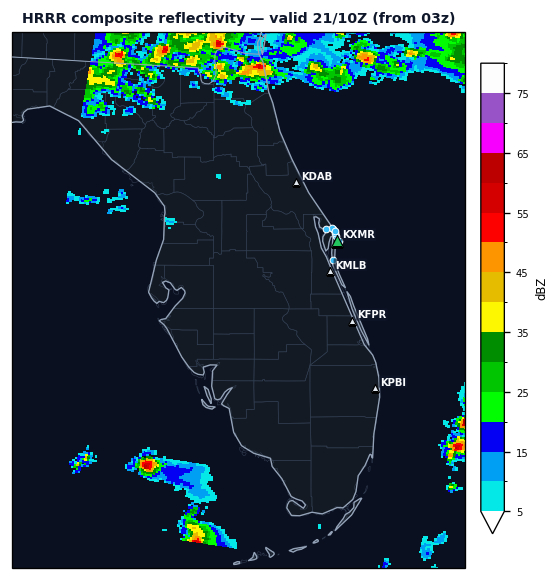 HRRR composite reflectivity — valid 21/10Z (from 03z)
KDAB
KXMR
KMLB
KFPR
KPBI
75
65
55
45
35
25
15
5
dBZ